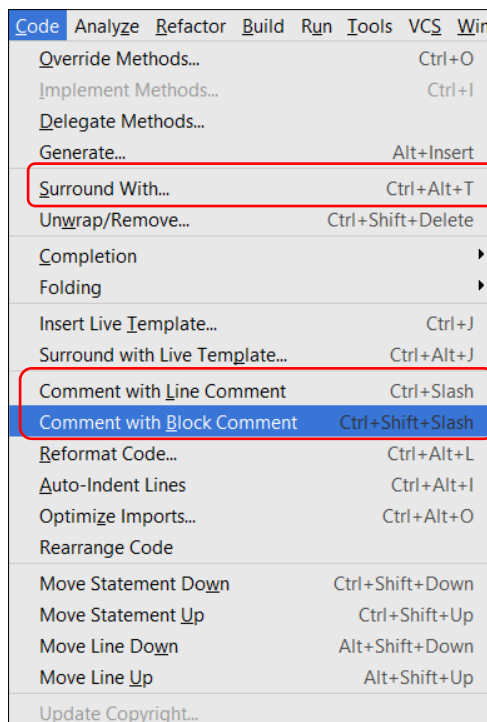 Code Analyze Refactor Build Run Tools VCS Win
Override Methods... Ctrl+O
Implement Methods... Ctrl+I
Delegate Methods...
Generate... Alt+Insert
Surround With... Ctrl+Alt+T
Unwrap/Remove... Ctrl+Shift+Delete
Completion
Folding
Insert Live Template... Ctrl+J
Surround with Live Template... Ctrl+Alt+J
Comment with Line Comment Ctrl+Slash
Comment with Block Comment Ctrl+Shift+Slash
Reformat Code... Ctrl+Alt+L
Auto-Indent Lines Ctrl+Alt+I
Optimize Imports... Ctrl+Alt+O
Rearrange Code
Move Statement Down Ctrl+Shift+Down
Move Statement Up Ctrl+Shift+Up
Move Line Down Alt+Shift+Down
Move Line Up Alt+Shift+Up
Update Copyright...